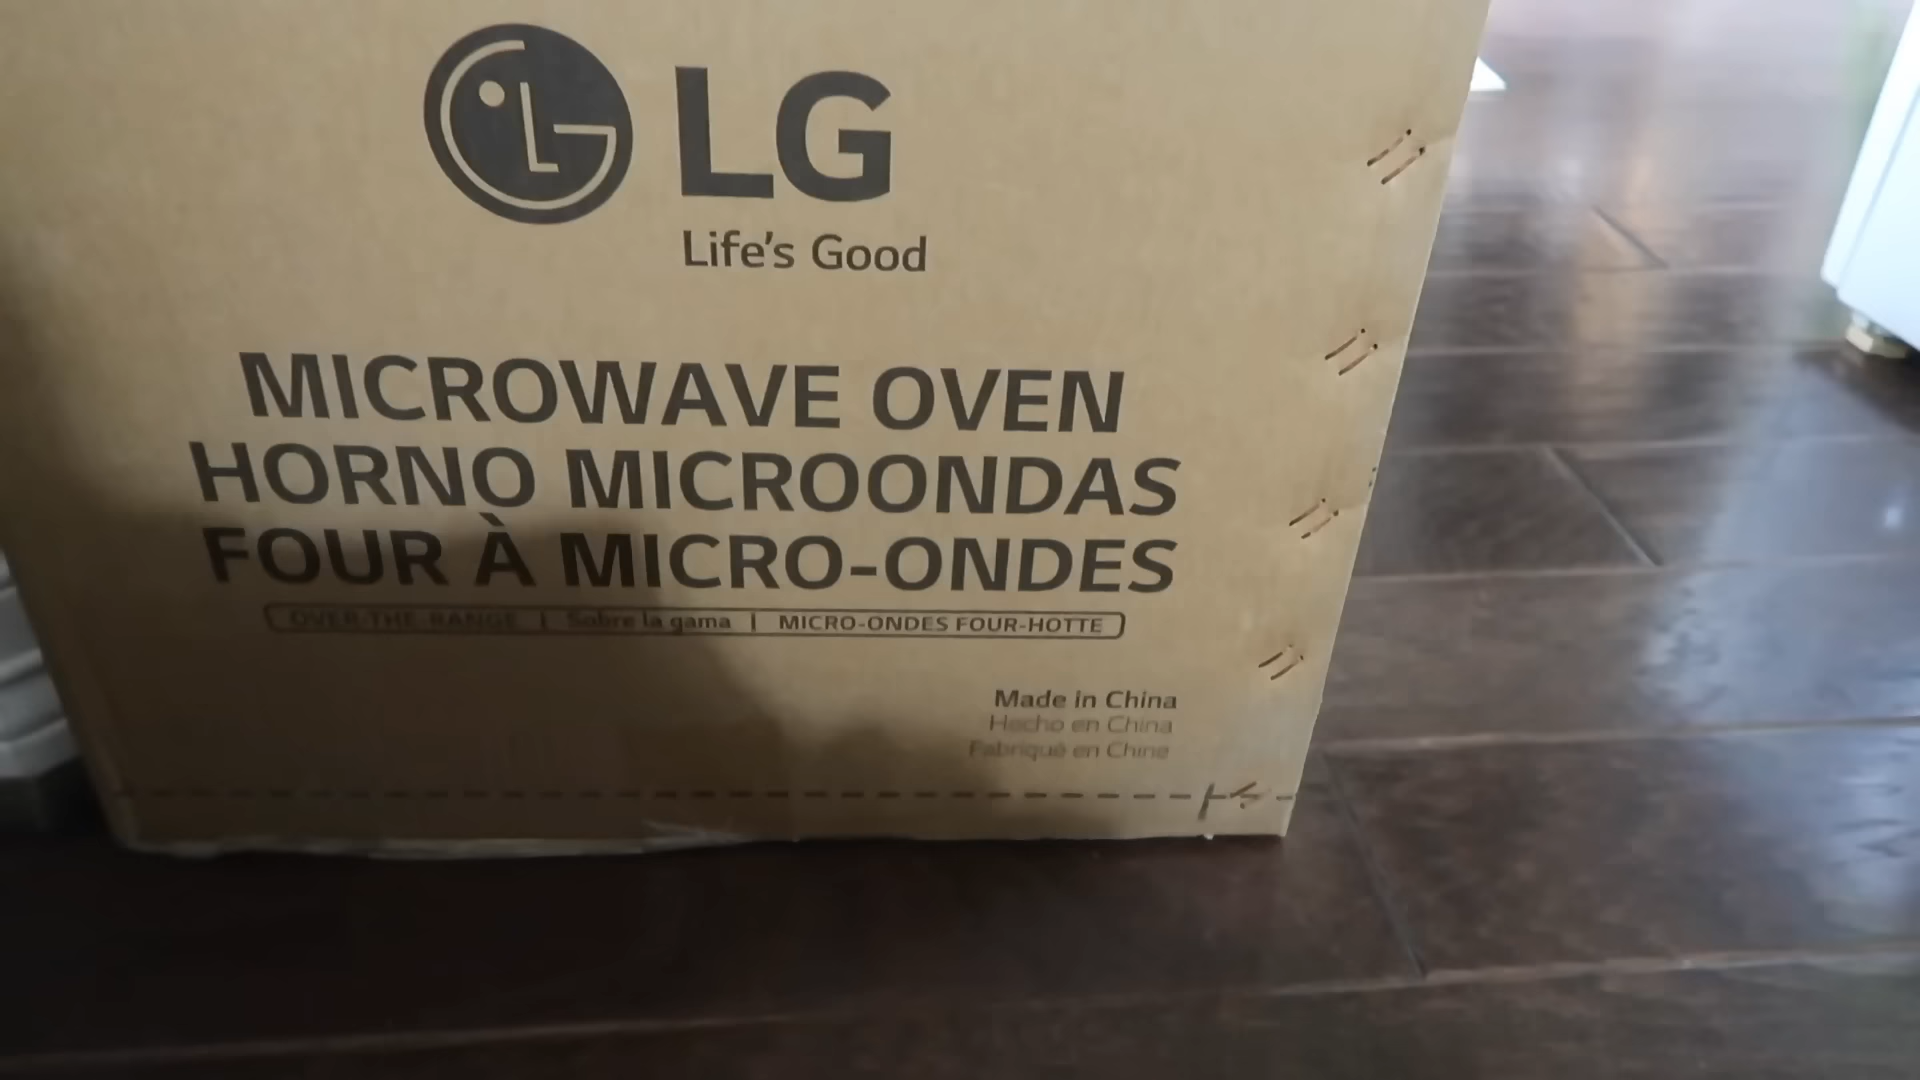 LG
Life's Good
MICROWAVE OVEN
HORNO MICROONDAS
FOUR À MICRO-ONDES
OVER-THE-RANGE | Sobre la gama | MICRO-ONDES FOUR-HOTTE
Made in China
Hecho en China
Fabriqué en Chine